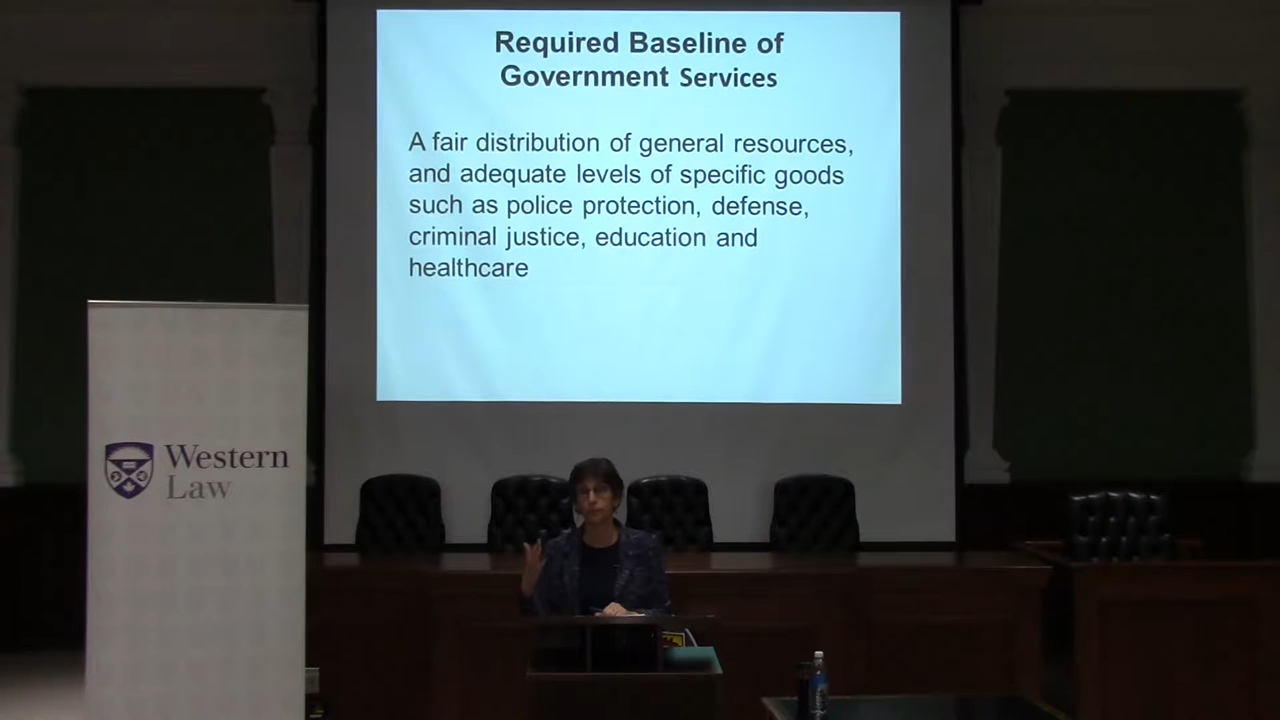 Required Baseline of
Government Services
A fair distribution of general resources,
and adequate levels of specific goods
such as police protection, defense,
criminal justice, education and
healthcare
Western
Law